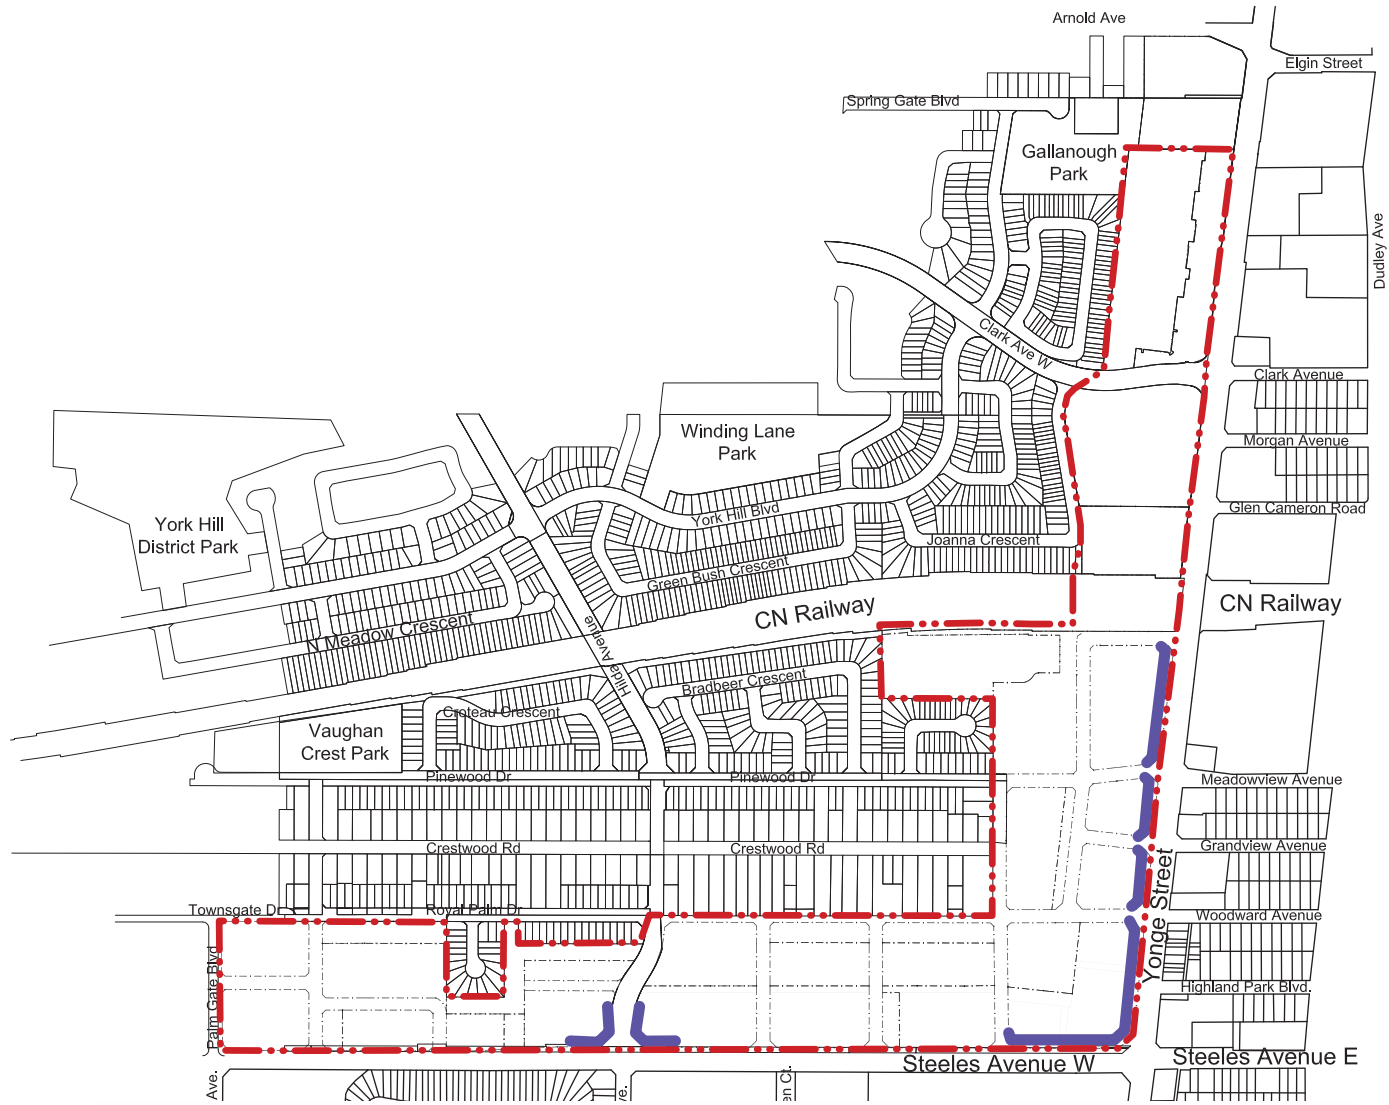 Arnold Ave
Elgin Street
Spring Gate Blvd
Gallanough
Park
Dudley Ave
Clark Ave W
Clark Avenue
Winding Lane
Park
Morgan Avenue
York Hill Blvd
Glen Cameron Road
York Hill
District Park
Joanna Crescent
Green Bush Crescent
CN Railway
CN Railway
N Meadow Crescent
Hilda Avenue
Bradbeer Crescent
Croteau Crescent
Vaughan
Crest Park
Pinewood Dr
Pinewood Dr
Meadowview Avenue
Crestwood Rd
Crestwood Rd
Grandview Avenue
Yonge Street
Townsgate Dr
Royal Palm Dr
Woodward Avenue
Palm Gate Blvd
Highland Park Blvd.
Steeles Avenue W
Steeles Avenue E
Ave.
ve.
en Ct.